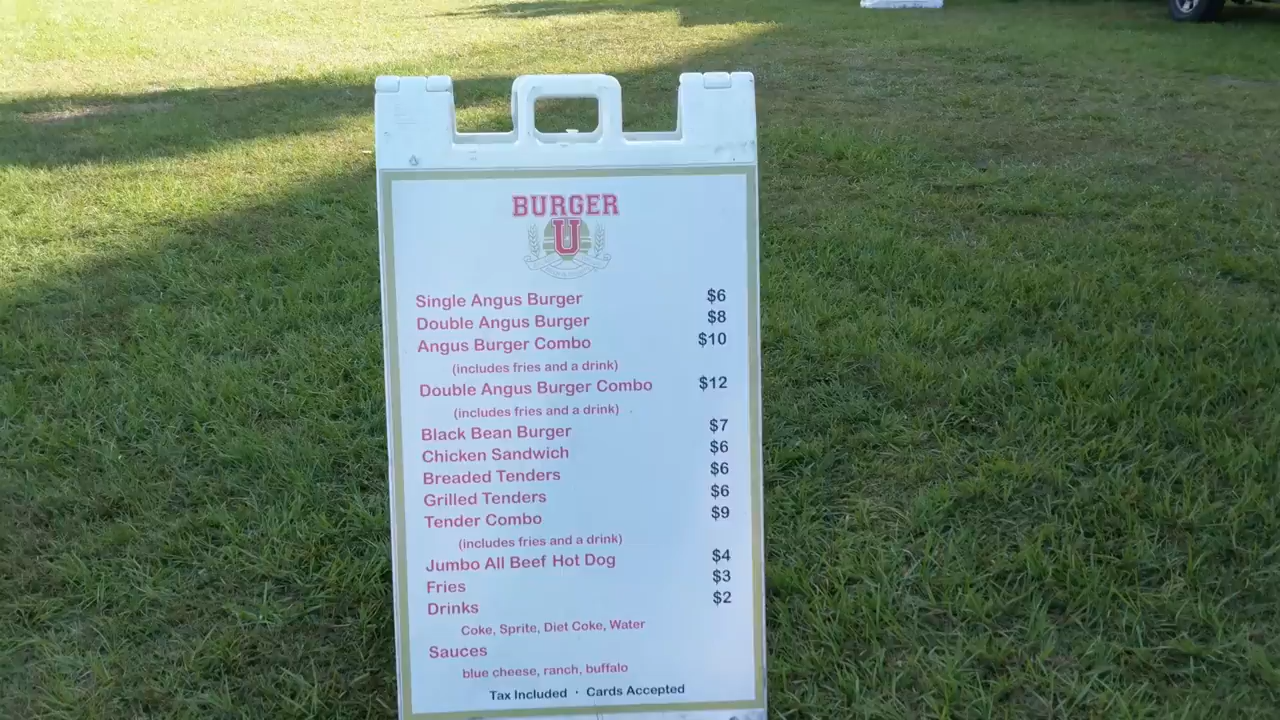 BURGER
U
Single Angus Burger $6
Double Angus Burger $8
Angus Burger Combo $10
(includes fries and a drink)
Double Angus Burger Combo $12
(includes fries and a drink)
Black Bean Burger $7
Chicken Sandwich $6
Breaded Tenders $6
Grilled Tenders $6
Tender Combo $9
(includes fries and a drink)
Jumbo All Beef Hot Dog $4
Fries $3
Drinks $2
Coke, Sprite, Diet Coke, Water
Sauces
blue cheese, ranch, buffalo
Tax Included · Cards Accepted